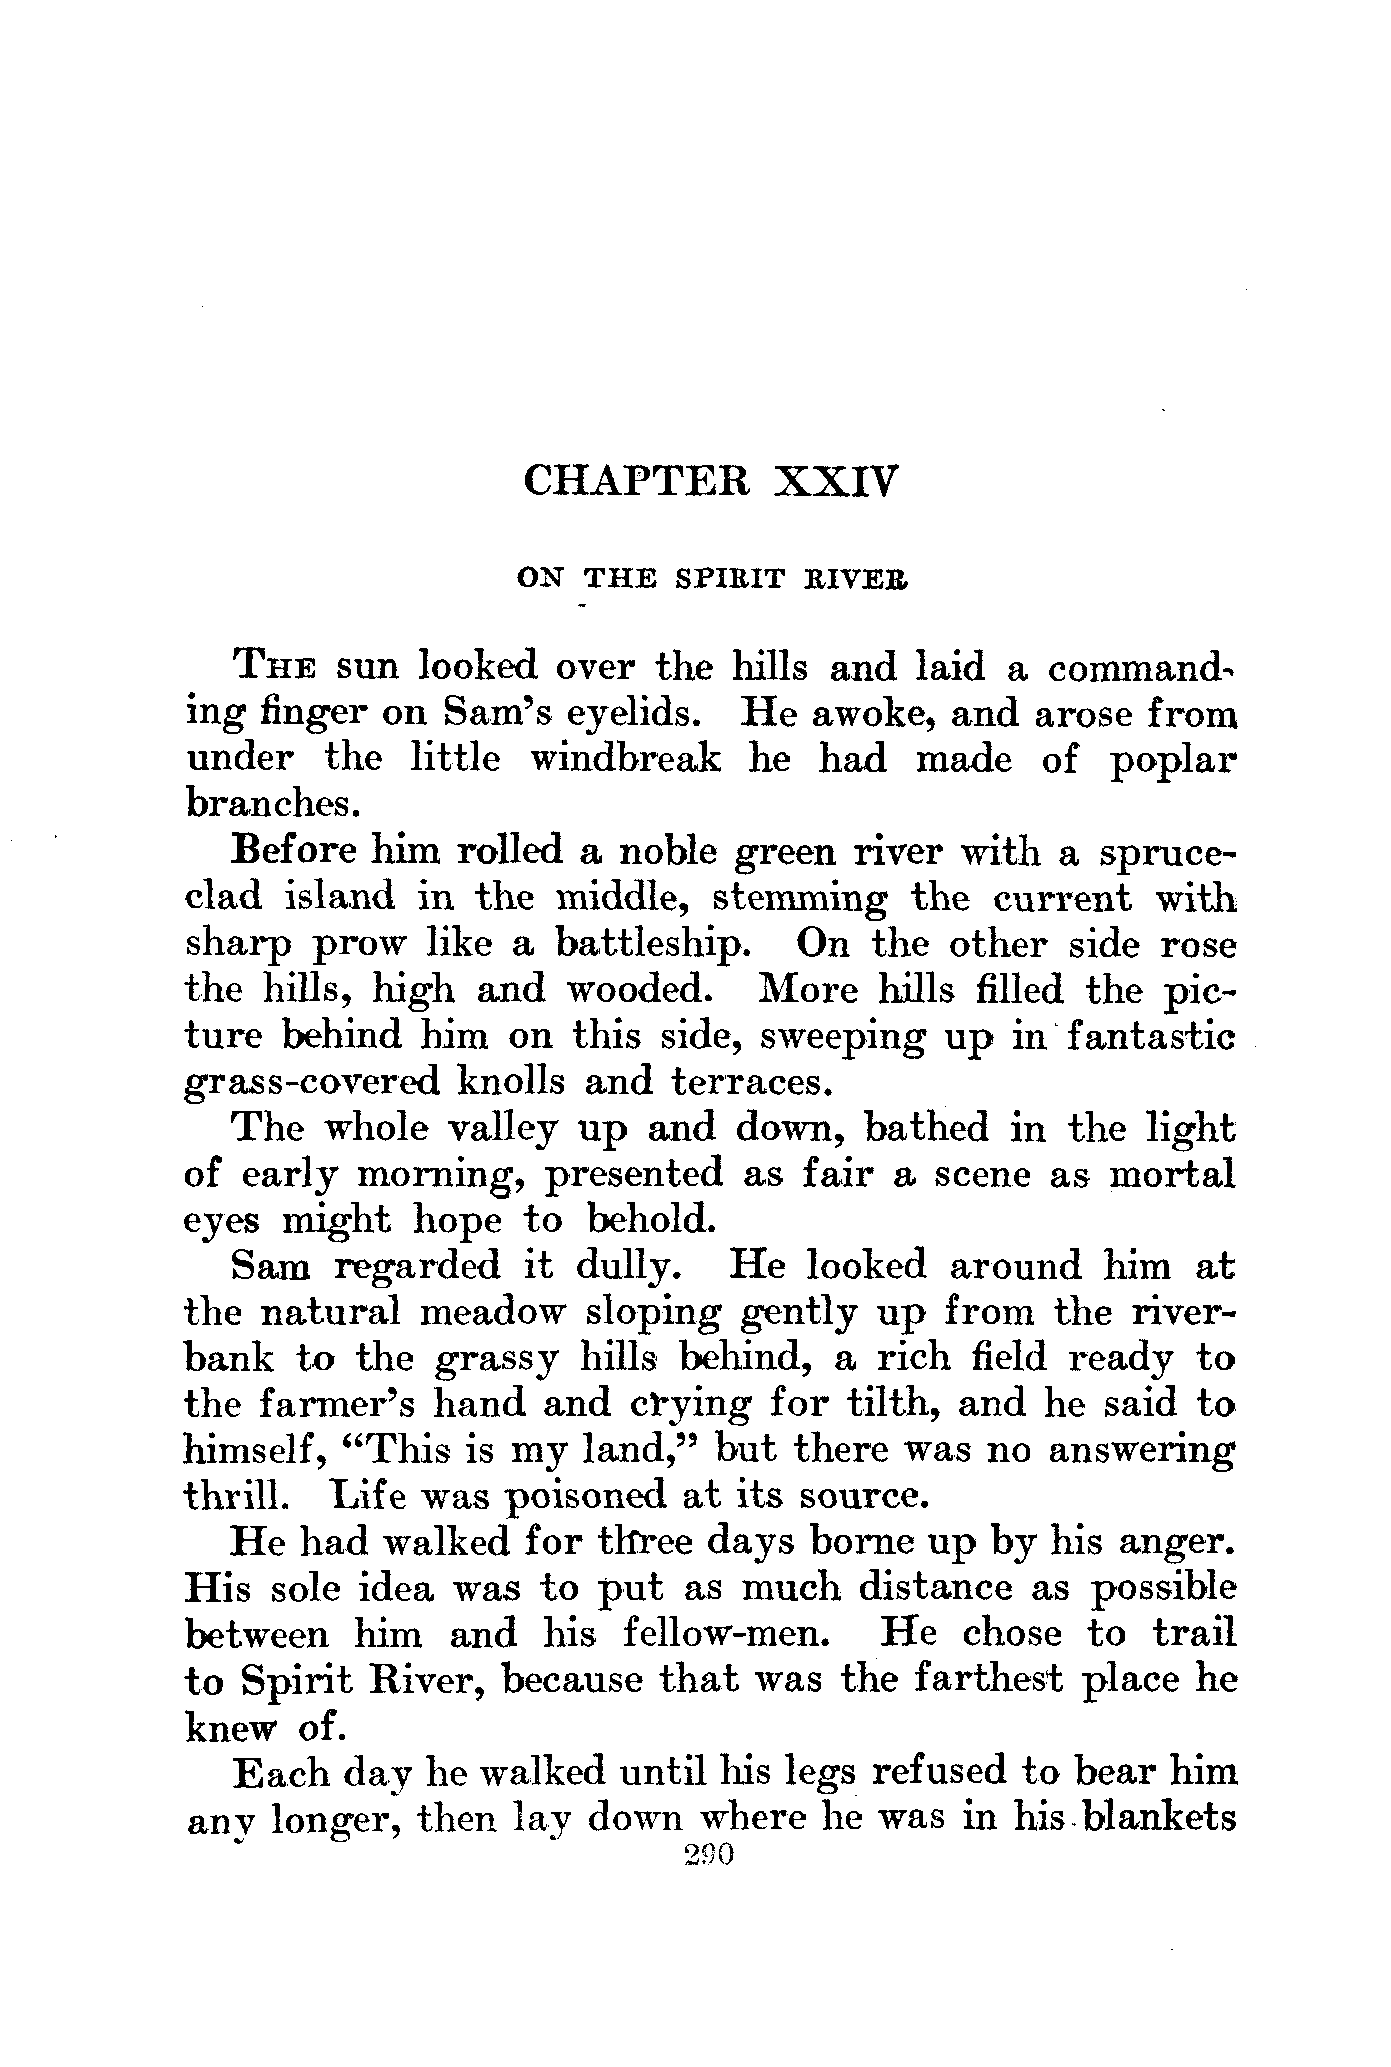 CHAPTER XXIV
ON THE SPIRIT RIVER
THE sun looked over the hills and laid a command-
ing finger on Sam's eyelids. He awoke, and arose from
under the little windbreak he had made of poplar
branches.
Before him rolled a noble green river with a spruce-
clad island in the middle, stemming the current with
sharp prow like a battleship. On the other side rose
the hills, high and wooded. More hills filled the pic-
ture behind him on this side, sweeping up in fantastic
grass-covered knolls and terraces.
The whole valley up and down, bathed in the light
of early morning, presented as fair a scene as mortal
eyes might hope to behold.
Sam regarded it dully. He looked around him at
the natural meadow sloping gently up from the river-
bank to the grassy hills behind, a rich field ready to
the farmer's hand and crying for tilth, and he said to
himself, "This is my land," but there was no answering
thrill. Life was poisoned at its source.
He had walked for three days borne up by his anger.
His sole idea was to put as much distance as possible
between him and his fellow-men. He chose to trail
to Spirit River, because that was the farthest place he
knew of.
Each day he walked until his legs refused to bear him
any longer, then lay down where he was in his blankets
290